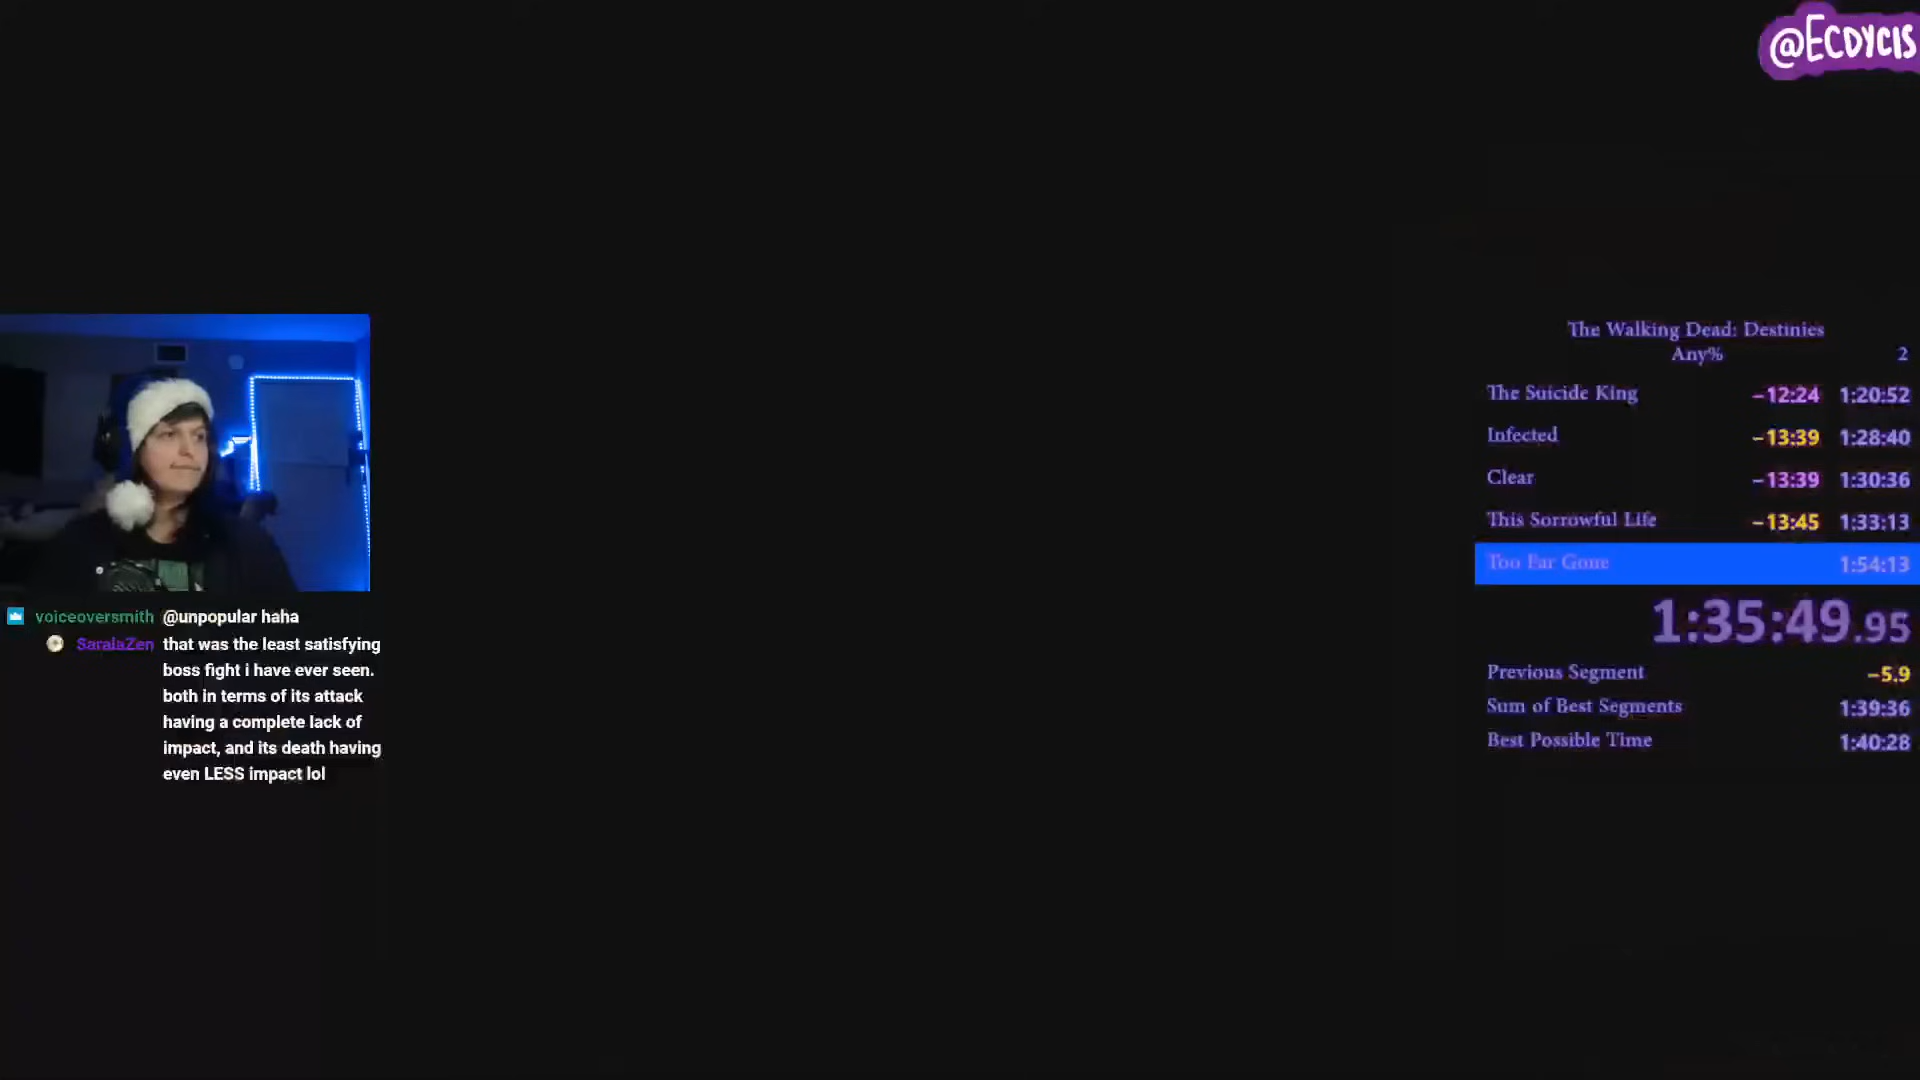 @ECDYCIS
The Walking Dead: Destinies
Any% 2
The Suicide King −12:24 1:20:52
Infected −13:39 1:28:40
Clear −13:39 1:30:36
This Sorrowful Life −13:45 1:33:13
Too Far Gone 1:54:13
1:35:49.95
Previous Segment −5.9
Sum of Best Segments 1:39:36
Best Possible Time 1:40:28
voiceoversmith @unpopular haha
SaralaZen that was the least satisfying
boss fight i have ever seen.
both in terms of its attack
having a complete lack of
impact, and its death having
even LESS impact lol